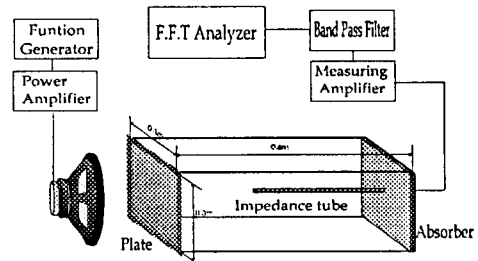 Funtion
Generator
Power
Amplifier
F.F.T Analyzer
Band Pass Filter
Measuring
Amplifier
Impedance tube
Plate
Absorber